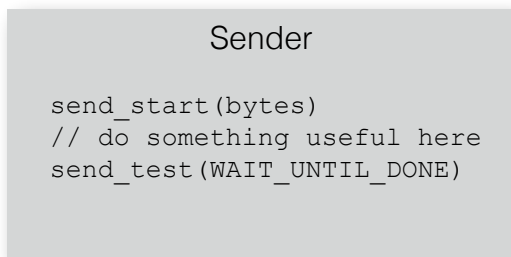 Sender
send_start(bytes)
// do something useful here
send_test(WAIT_UNTIL_DONE)